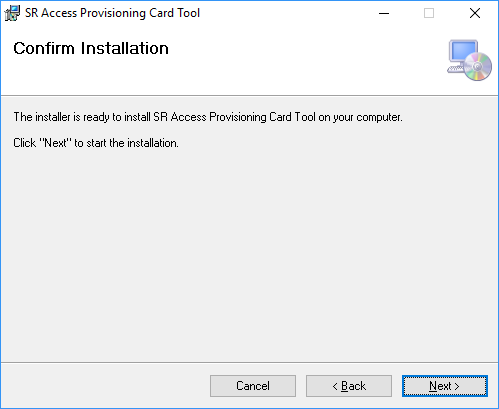 SR Access Provisioning Card Tool
Confirm Installation
The installer is ready to install SR Access Provisioning Card Tool on your computer.
Click "Next" to start the installation.
Cancel
< Back
Next >